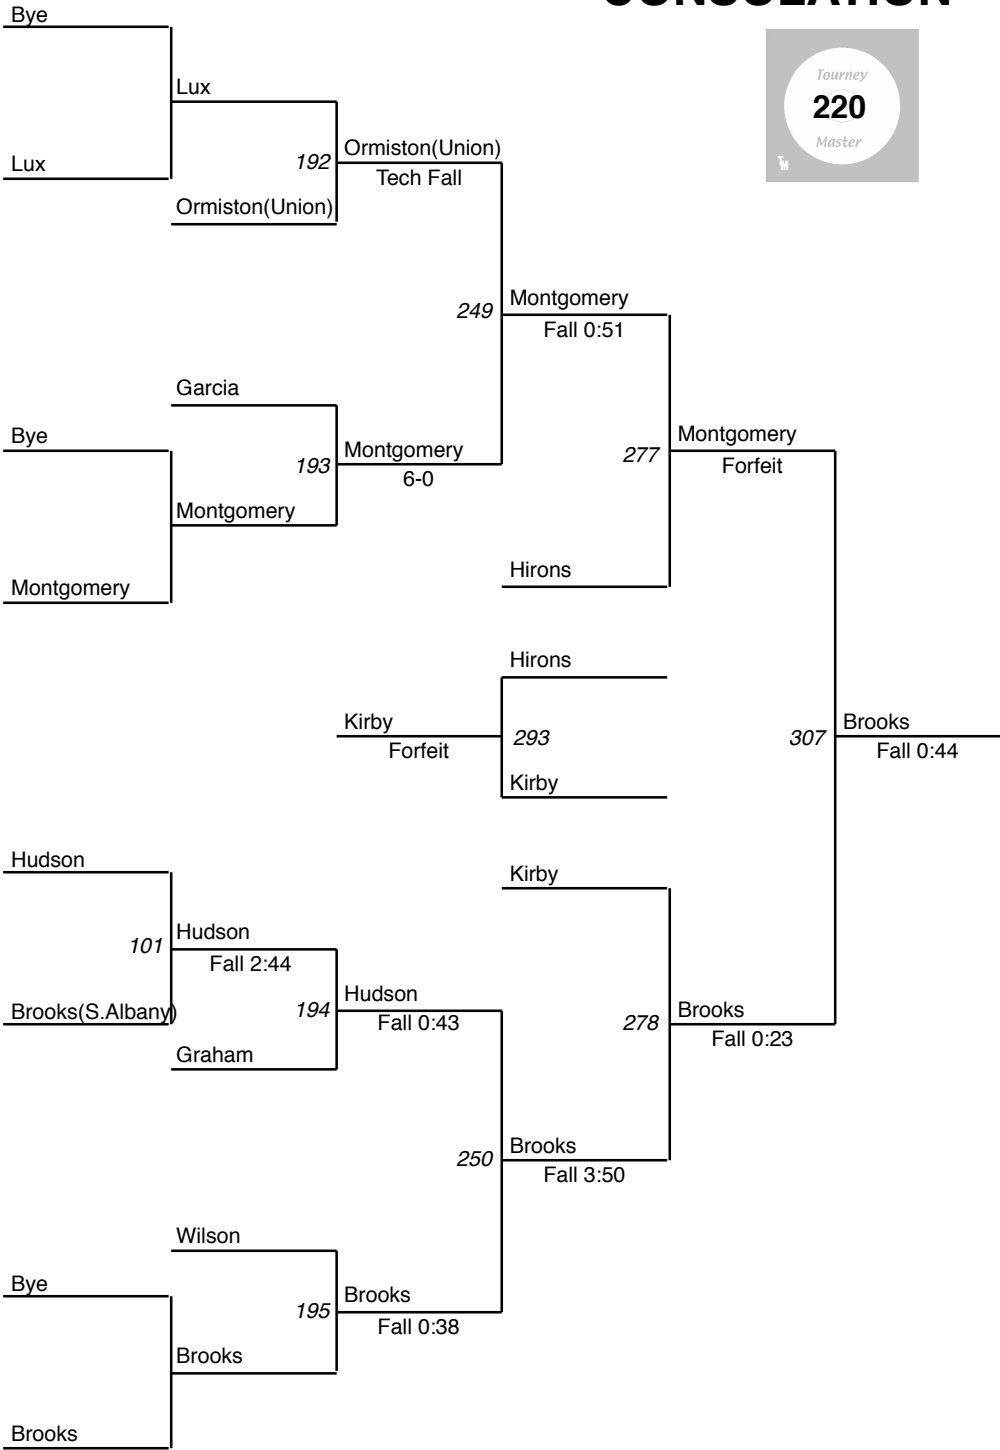 CONSOLATION
Bye
Tourney
220
Master
TM
Lux
Lux
192
Ormiston(Union)
Tech Fall
Ormiston(Union)
249
Montgomery
Fall 0:51
Garcia
Bye
193
Montgomery
6-0
277
Montgomery
Forfeit
Montgomery
Hirons
Montgomery
Hirons
Kirby
Forfeit
293
307
Brooks
Fall 0:44
Kirby
Hudson
Kirby
101
Hudson
Fall 2:44
Hudson
Fall 0:43
Brooks(S.Albany)
194
278
Brooks
Fall 0:23
Graham
250
Brooks
Fall 3:50
Wilson
Bye
195
Brooks
Fall 0:38
Brooks
Brooks